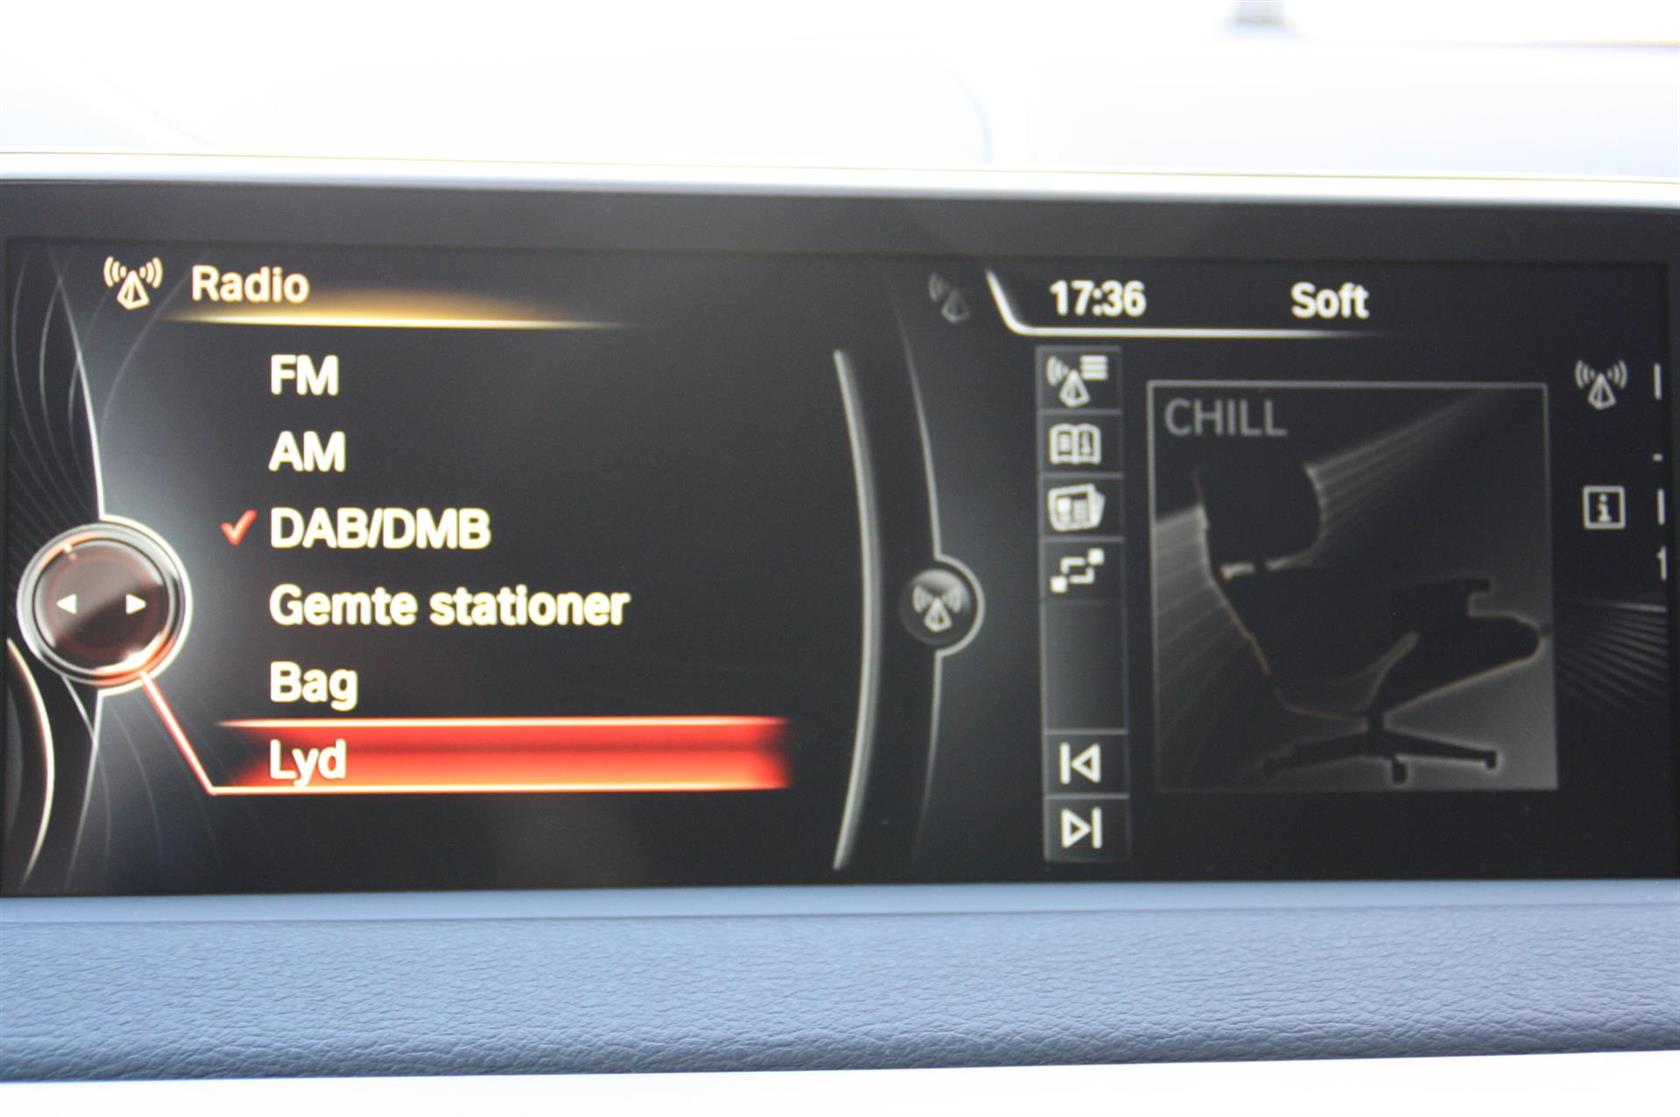 Radio
FM
AM
DAB/DMB
Gemte stationer
Bag
Lyd
17:36 Soft
CHILL